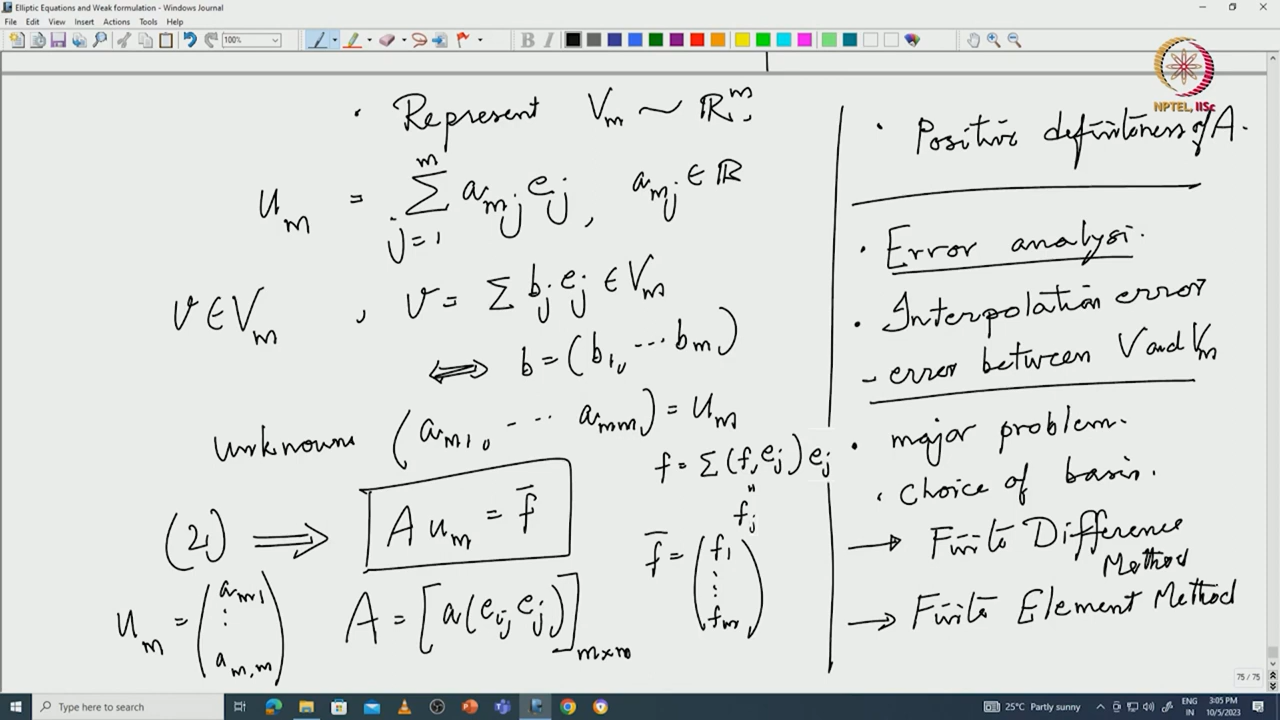 Elliptic Equations and Weak formulation - Windows Journal
File Edit View Insert Actions Tools Help
100%
NPTEL, IISc
· Represent V_m ~ ℝ^m,
u_m = Σ_{j=1}^{m} a_{mj} e_j, a_{mj} ∈ ℝ
v ∈ V_m , v = Σ b_j e_j ∈ V_m
⟺ b = (b_1, ... b_m)
unknown (a_{m1}, - ... a_{mm}) = u_m
f = Σ (f, e_j) e_j
" f_j
(2) ⟹ A u_m = f̄
f̄ = (f_1 ⋮ f_m)
u_m = (a_{m1} ⋮ a_{m,m}) A = [a(e_i, e_j)]_{m×m}
· Positive definiteness of A.
· Error analysi.
· Interpolation error
- error between V and V_m
· major problem.
· Choice of basis.
→ Finite Difference
Method
→ Finite Element Method
75 / 75
Type here to search
25°C Partly sunny
ENG
IN
3:05 PM
10/5/2023